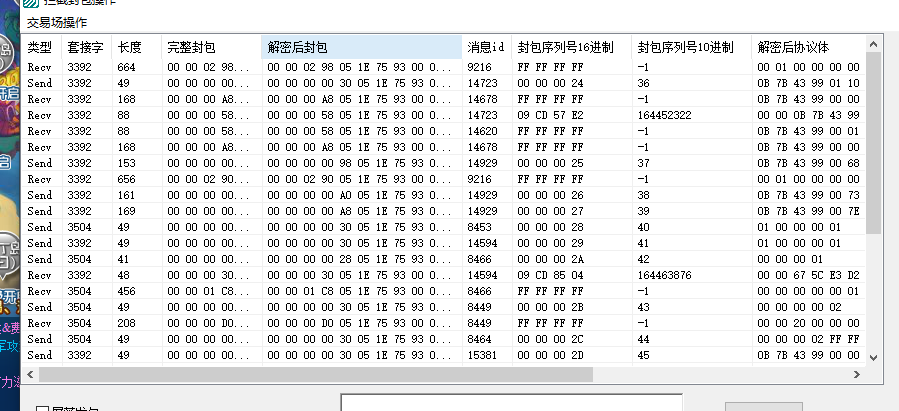 拦截封包操作
交易场操作
类型 套接字 长度 完整封包 解密后封包 消息id 封包序列号16进制 封包序列号10进制 解密后协议体
Recv 3392 664 00 00 02 98... 00 00 02 98 05 1E 75 93 00 0... 9216 FF FF FF FF -1 00 01 00 00 00 00
Send 3392 49 00 00 00 00... 00 00 00 30 05 1E 75 93 0... 14723 00 00 00 24 36 0B 7B 43 99 01 10
Recv 3392 168 00 00 00 A8... 00 00 00 A8 05 1E 75 93 0... 14678 FF FF FF FF -1 0B 7B 43 99 00 00
Recv 3392 88 00 00 00 58... 00 00 00 58 05 1E 75 93 0... 14723 09 CD 57 E2 164452322 00 00 0B 7B 43 99
Recv 3392 88 00 00 00 58... 00 00 00 58 05 1E 75 93 0... 14620 FF FF FF FF -1 0B 7B 43 99 00 01
Recv 3392 168 00 00 00 A8... 00 00 00 A8 05 1E 75 93 0... 14678 FF FF FF FF -1 0B 7B 43 99 00 00
Send 3392 153 00 00 00 00... 00 00 00 98 05 1E 75 93 0... 14929 00 00 00 25 37 0B 7B 43 99 00 68
Recv 3392 656 00 00 02 90... 00 00 02 90 05 1E 75 93 0... 9216 FF FF FF FF -1 00 01 00 00 00 00
Send 3392 161 00 00 00 00... 00 00 00 A0 05 1E 75 93 0... 14929 00 00 00 26 38 0B 7B 43 99 00 73
Send 3392 169 00 00 00 00... 00 00 00 A8 05 1E 75 93 0... 14929 00 00 00 27 39 0B 7B 43 99 00 7E
Send 3504 49 00 00 00 00... 00 00 00 30 05 1E 75 93 0... 8453 00 00 00 28 40 01 00 00 00 01
Send 3392 49 00 00 00 00... 00 00 00 30 05 1E 75 93 0... 14594 00 00 00 29 41 0B 7B 43 99 00 00
Send 3504 41 00 00 00 00... 00 00 00 28 05 1E 75 93 0... 8466 00 00 00 2A 42 00 00 00 01
Recv 3392 48 00 00 00 30... 00 00 00 30 05 1E 75 93 0... 14594 09 CD 85 04 164463876 00 00 67 5C E3 D2
Recv 3504 456 00 00 01 C8... 00 00 01 C8 05 1E 75 93 0... 8466 FF FF FF FF -1 00 00 00 00 00 01
Send 3504 49 00 00 00 00... 00 00 00 30 05 1E 75 93 0... 8449 00 00 00 2B 43 00 00 00 00 02
Recv 3504 208 00 00 00 D0... 00 00 00 D0 05 1E 75 93 00 0... 8449 FF FF FF FF -1 00 00 20 00 00 00
Send 3504 49 00 00 00 00... 00 00 00 30 05 1E 75 93 0... 8464 00 00 00 2C 44 00 00 00 02 FF FF
Send 3392 49 00 00 00 00... 00 00 00 30 05 1E 75 93 0... 15381 00 00 00 2D 45 0B 7B 43 99 00 00